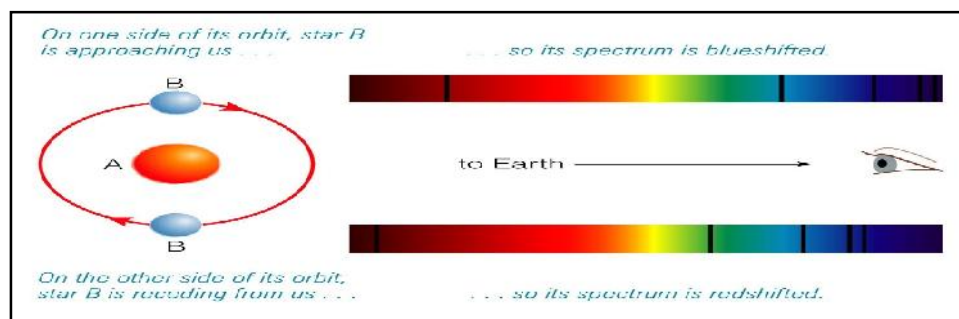 On one side of its orbit, star B
is approaching us . . .
. . . so its spectrum is blueshifted.
B
A
to Earth
B
On the other side of its orbit,
star B is receding from us . . .
. . . so its spectrum is redshifted.